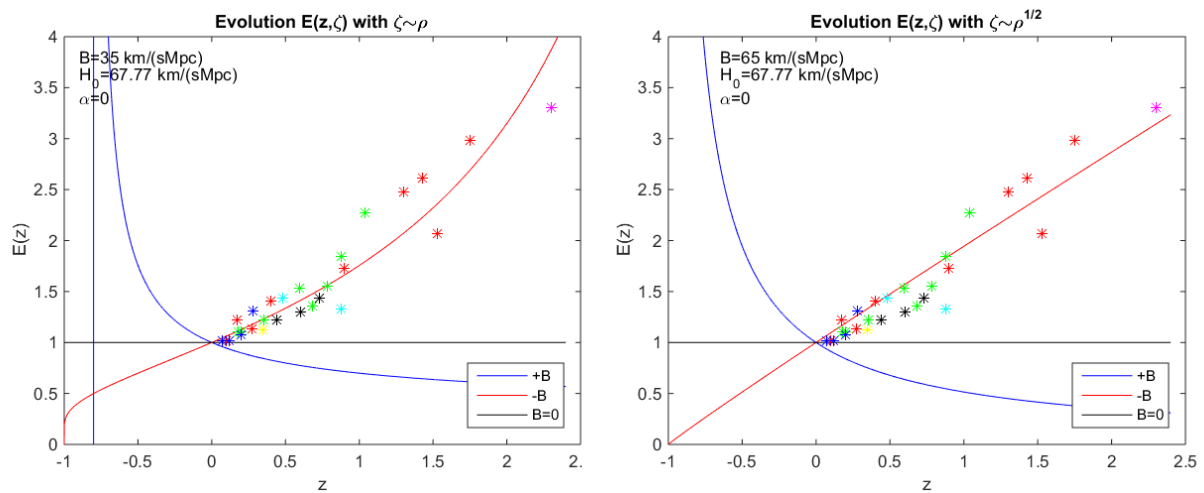 Evolution E(z,ζ) with ζ~ρ
B=35 km/(sMpc)
H_0=67.77 km/(sMpc)
α=0
E(z)
4
3.5
3
2.5
2
1.5
1
0.5
0
-1
-0.5
0
0.5
1
1.5
2
2.
z
+B
-B
B=0
Evolution E(z,ζ) with ζ~ρ^{1/2}
B=65 km/(sMpc)
H_0=67.77 km/(sMpc)
α=0
E(z)
4
3.5
3
2.5
2
1.5
1
0.5
0
-1
-0.5
0
0.5
1
1.5
2
2.5
z
+B
-B
B=0